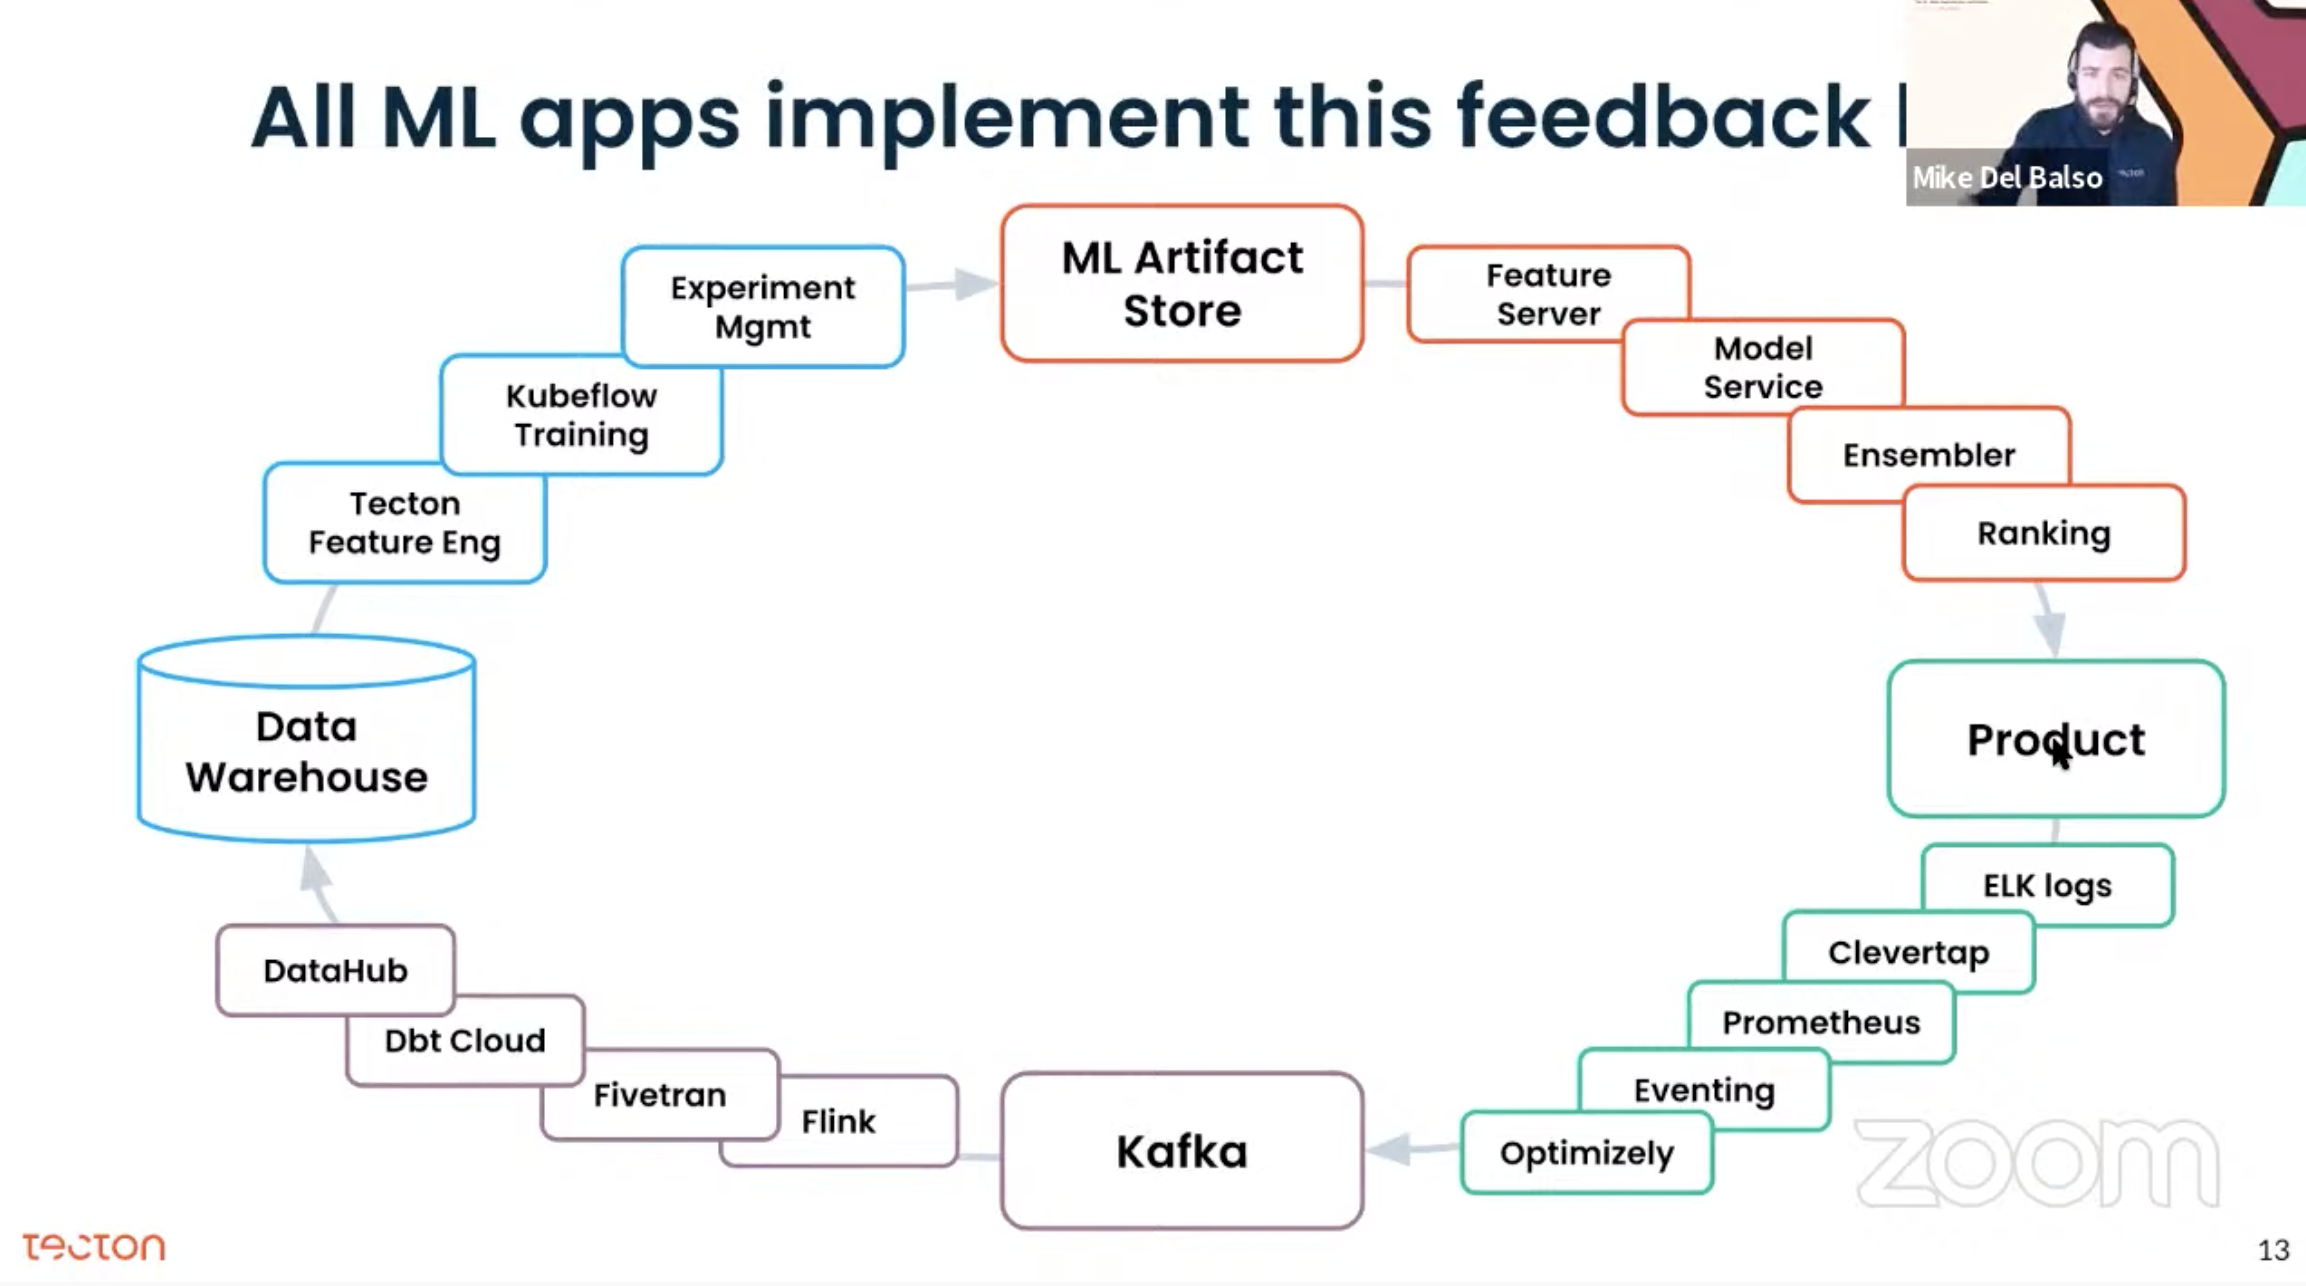 All ML apps implement this feedback
Mike Del Balso
ML Artifact
Store
Experiment
Mgmt
Feature
Server
Model
Service
Kubeflow
Training
Ensembler
Tecton
Feature Eng
Ranking
Data
Warehouse
Product
ELK logs
Clevertap
DataHub
Prometheus
Dbt Cloud
Eventing
Fivetran
Flink
Kafka
Optimizely
zoom
tecton
13